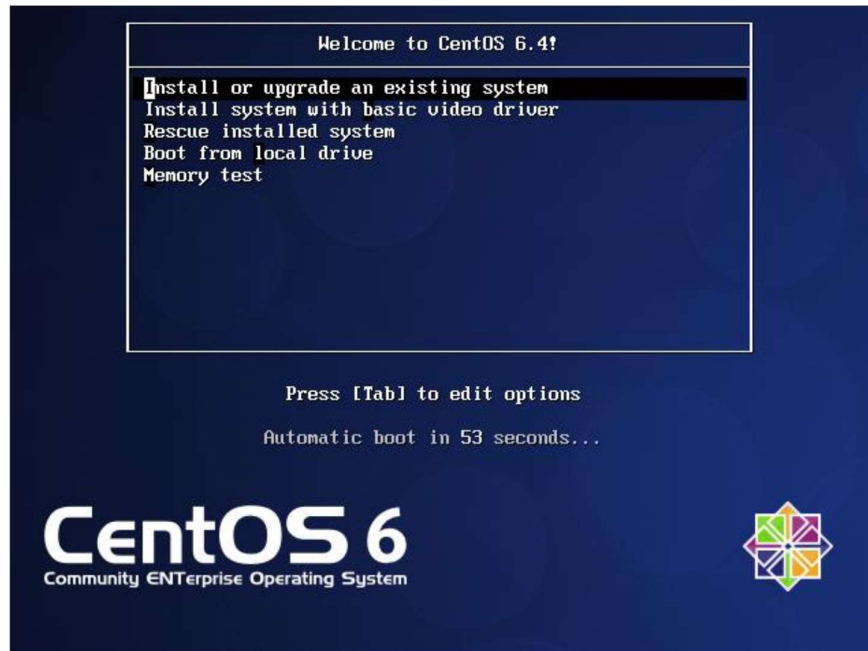 Welcome to CentOS 6.4!
Install or upgrade an existing system
Install system with basic video driver
Rescue installed system
Boot from local drive
Memory test
Press [Tab] to edit options
Automatic boot in 53 seconds...
CentOS 6
Community ENTerprise Operating System